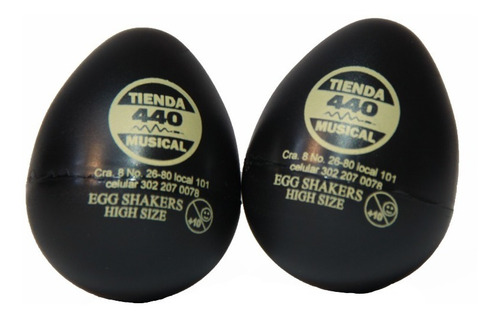 TIENDA
440
MUSICAL
Cra. 8 No. 26-80 local 101
celular 302 207 0078
EGG SHAKERS
HIGH SIZE
TIENDA
440
MUSICAL
Cra. 8 No. 26-80 local 101
celular 302 207 0078
EGG SHAKERS
HIGH SIZE